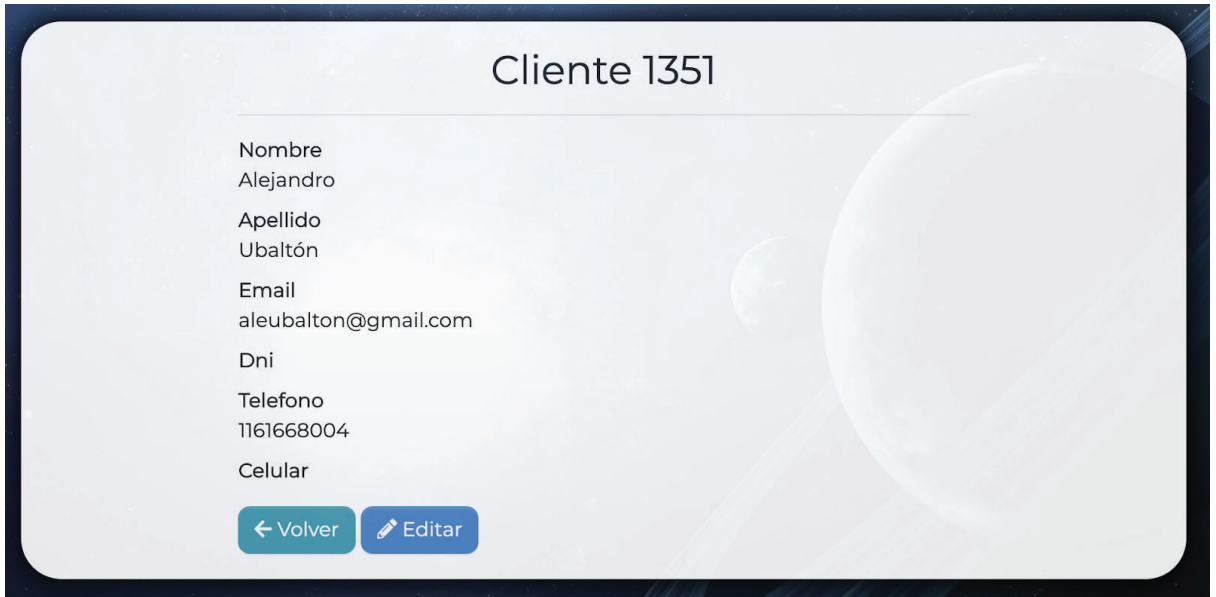 Cliente 1351
Nombre
Alejandro
Apellido
Ubaltón
Email
aleubalton@gmail.com
Dni
Telefono
1161668004
Celular
Volver
Editar